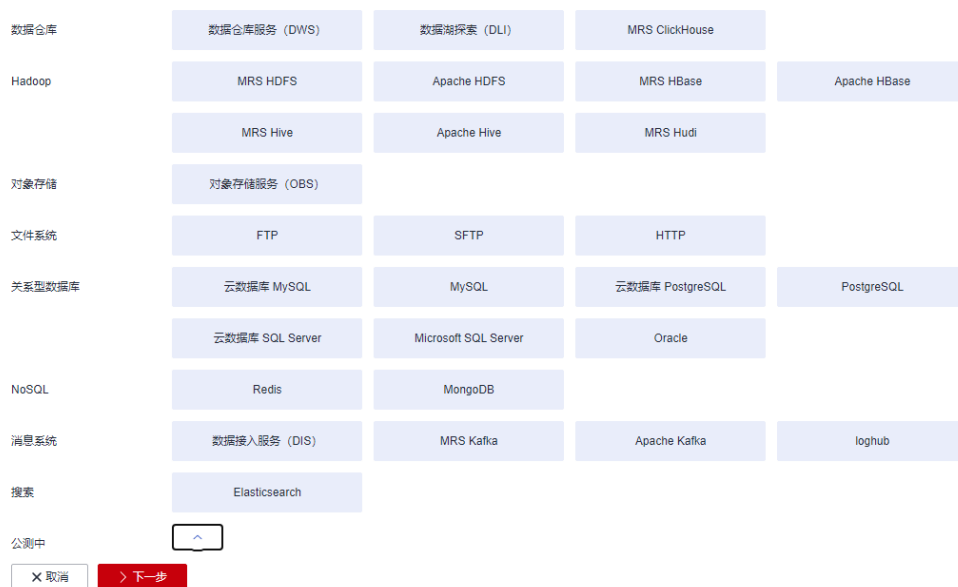 数据仓库 数据仓库服务（DWS） 数据湖探索（DLI） MRS ClickHouse
Hadoop MRS HDFS Apache HDFS MRS HBase Apache HBase
MRS Hive Apache Hive MRS Hudi
对象存储 对象存储服务（OBS）
文件系统 FTP SFTP HTTP
关系型数据库 云数据库 MySQL MySQL 云数据库 PostgreSQL PostgreSQL
云数据库 SQL Server Microsoft SQL Server Oracle
NoSQL Redis MongoDB
消息系统 数据接入服务（DIS） MRS Kafka Apache Kafka loghub
搜索 Elasticsearch
公测中
取消 下一步